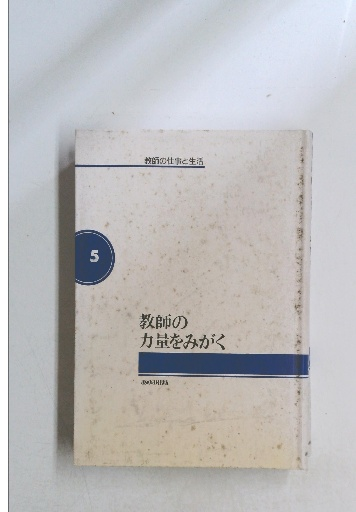 教師の仕事と生活
5
教師の
力量をみがく